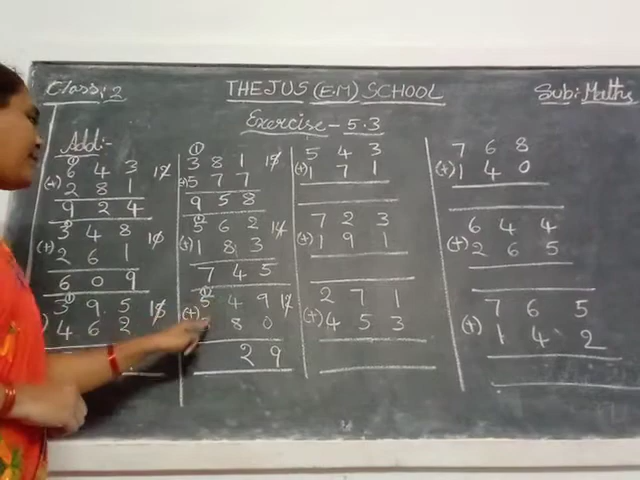 Class: 2 THEJUS (E.M) SCHOOL Sub: Maths
Exercise - 5.3
Add:-
6 4 3
(+) 2 8 1
9 2 4
3 4 8
(+) 2 6 1
6 0 9
3 9 5
4 6 2
1
3 8 1
(+) 5 7 7
9 5 8
5 6 2
(+) 1 8 3
7 4 5
1
5 4 9
(+) 8 0
2 9
5 4 3
(+) 1 7 1
7 2 3
(+) 1 9 1
2 7 1
(+) 4 5 3
7 6 8
(+) 1 4 0
6 4 4
(+) 2 6 5
7 6 5
(+) 1 4 2